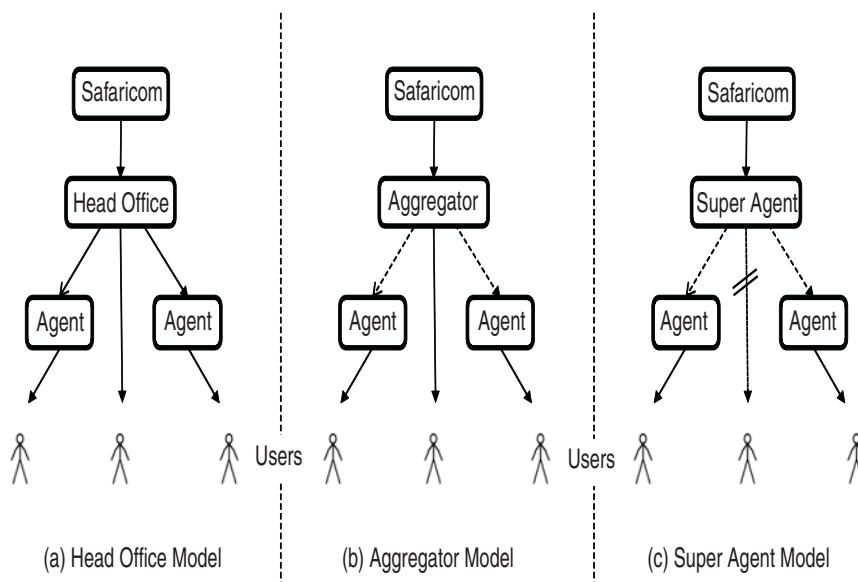 Safaricom
Head Office
Agent
Agent
(a) Head Office Model
Users
Safaricom
Aggregator
Agent
Agent
(b) Aggregator Model
Users
Safaricom
Super Agent
Agent
Agent
(c) Super Agent Model